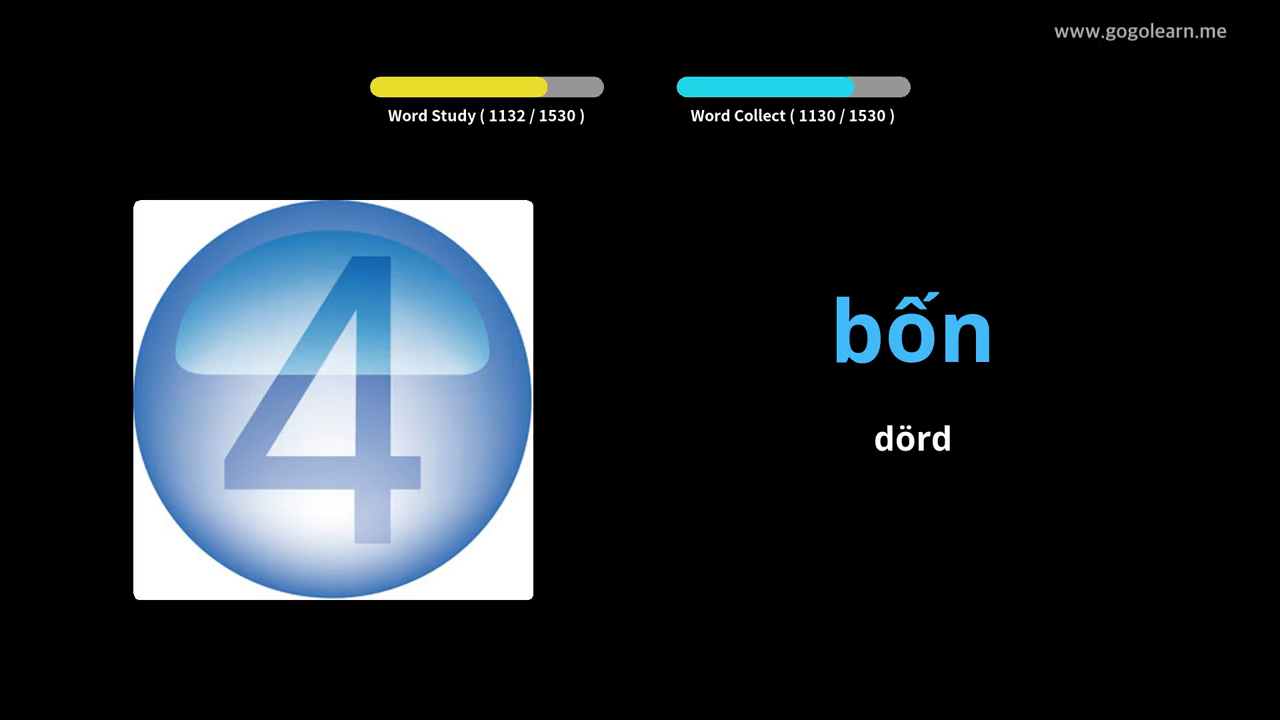 www.gogolearn.me
Word Study ( 1132 / 1530 )
Word Collect ( 1130 / 1530 )
4
bốn
dörd